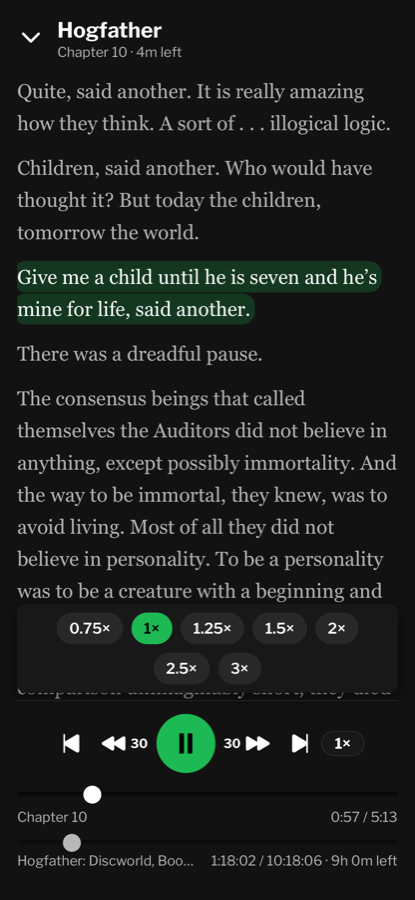 Hogfather
Chapter 10 · 4m left
Quite, said another. It is really amazing
how they think. A sort of . . . illogical logic.
Children, said another. Who would have
thought it? But today the children,
tomorrow the world.
Give me a child until he is seven and he’s
mine for life, said another.
There was a dreadful pause.
The consensus beings that called
themselves the Auditors did not believe in
anything, except possibly immortality. And
the way to be immortal, they knew, was to
avoid living. Most of all they did not
believe in personality. To be a personality
was to be a creature with a beginning and
0.75× 1× 1.25× 1.5× 2×
2.5× 3×
comparison unimaginably short, they died
30 30 1×
Chapter 10 0:57 / 5:13
Hogfather: Discworld, Boo... 1:18:02 / 10:18:06 · 9h 0m left